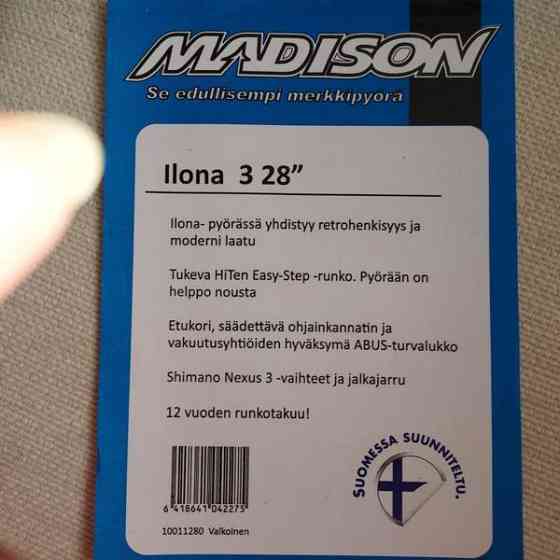 MADISON
Se edullisempi merkkipyörä
Ilona 3 28”
Ilona- pyörässä yhdistyy retrohenkisyys ja
moderni laatu
Tukeva HiTen Easy-Step -runko. Pyörään on
helppo nousta
Etukori, säädettävä ohjainkannatin ja
vakuutusyhtiöiden hyväksymä ABUS-turvalukko
Shimano Nexus 3 -vaihteet ja jalkajarru
12 vuoden runkotakuu!
SUOMESSA SUUNNITELTU.
6 418641 042275
10011280 Valkoinen